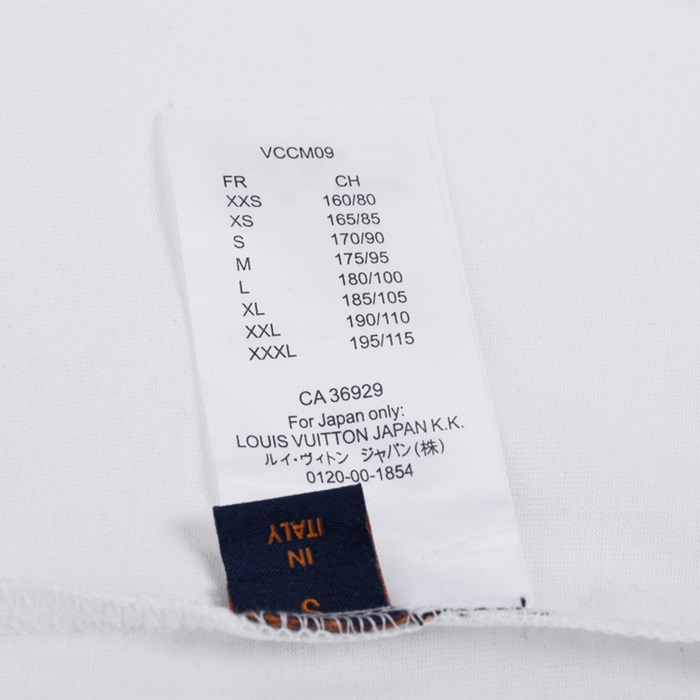 VCCM09
FR CH
XXS 160/80
XS 165/85
S 170/90
M 175/95
L 180/100
XL 185/105
XXL 190/110
XXXL 195/115
CA 36929
For Japan only:
LOUIS VUITTON JAPAN K.K.
ルイ・ヴィトン ジャパン(株)
0120-00-1854
ITALY
IN
S